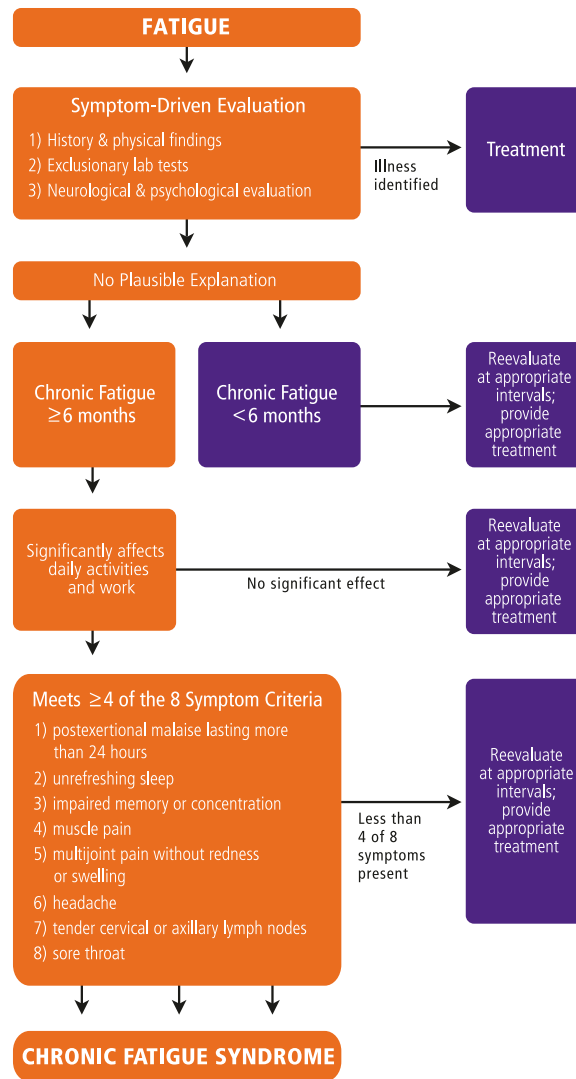 FATIGUE
Symptom-Driven Evaluation
1) History & physical findings
2) Exclusionary lab tests
3) Neurological & psychological evaluation
Illness
identified
Treatment
No Plausible Explanation
Chronic Fatigue
≥6 months
Chronic Fatigue
<6 months
Reevaluate
at appropriate
intervals;
provide
appropriate
treatment
Significantly affects
daily activities
and work
No significant effect
Reevaluate
at appropriate
intervals;
provide
appropriate
treatment
Meets ≥4 of the 8 Symptom Criteria
1) postexertional malaise lasting more
than 24 hours
2) unrefreshing sleep
3) impaired memory or concentration
4) muscle pain
5) multijoint pain without redness
or swelling
6) headache
7) tender cervical or axillary lymph nodes
8) sore throat
Less than
4 of 8
symptoms
present
Reevaluate
at appropriate
intervals;
provide
appropriate
treatment
CHRONIC FATIGUE SYNDROME